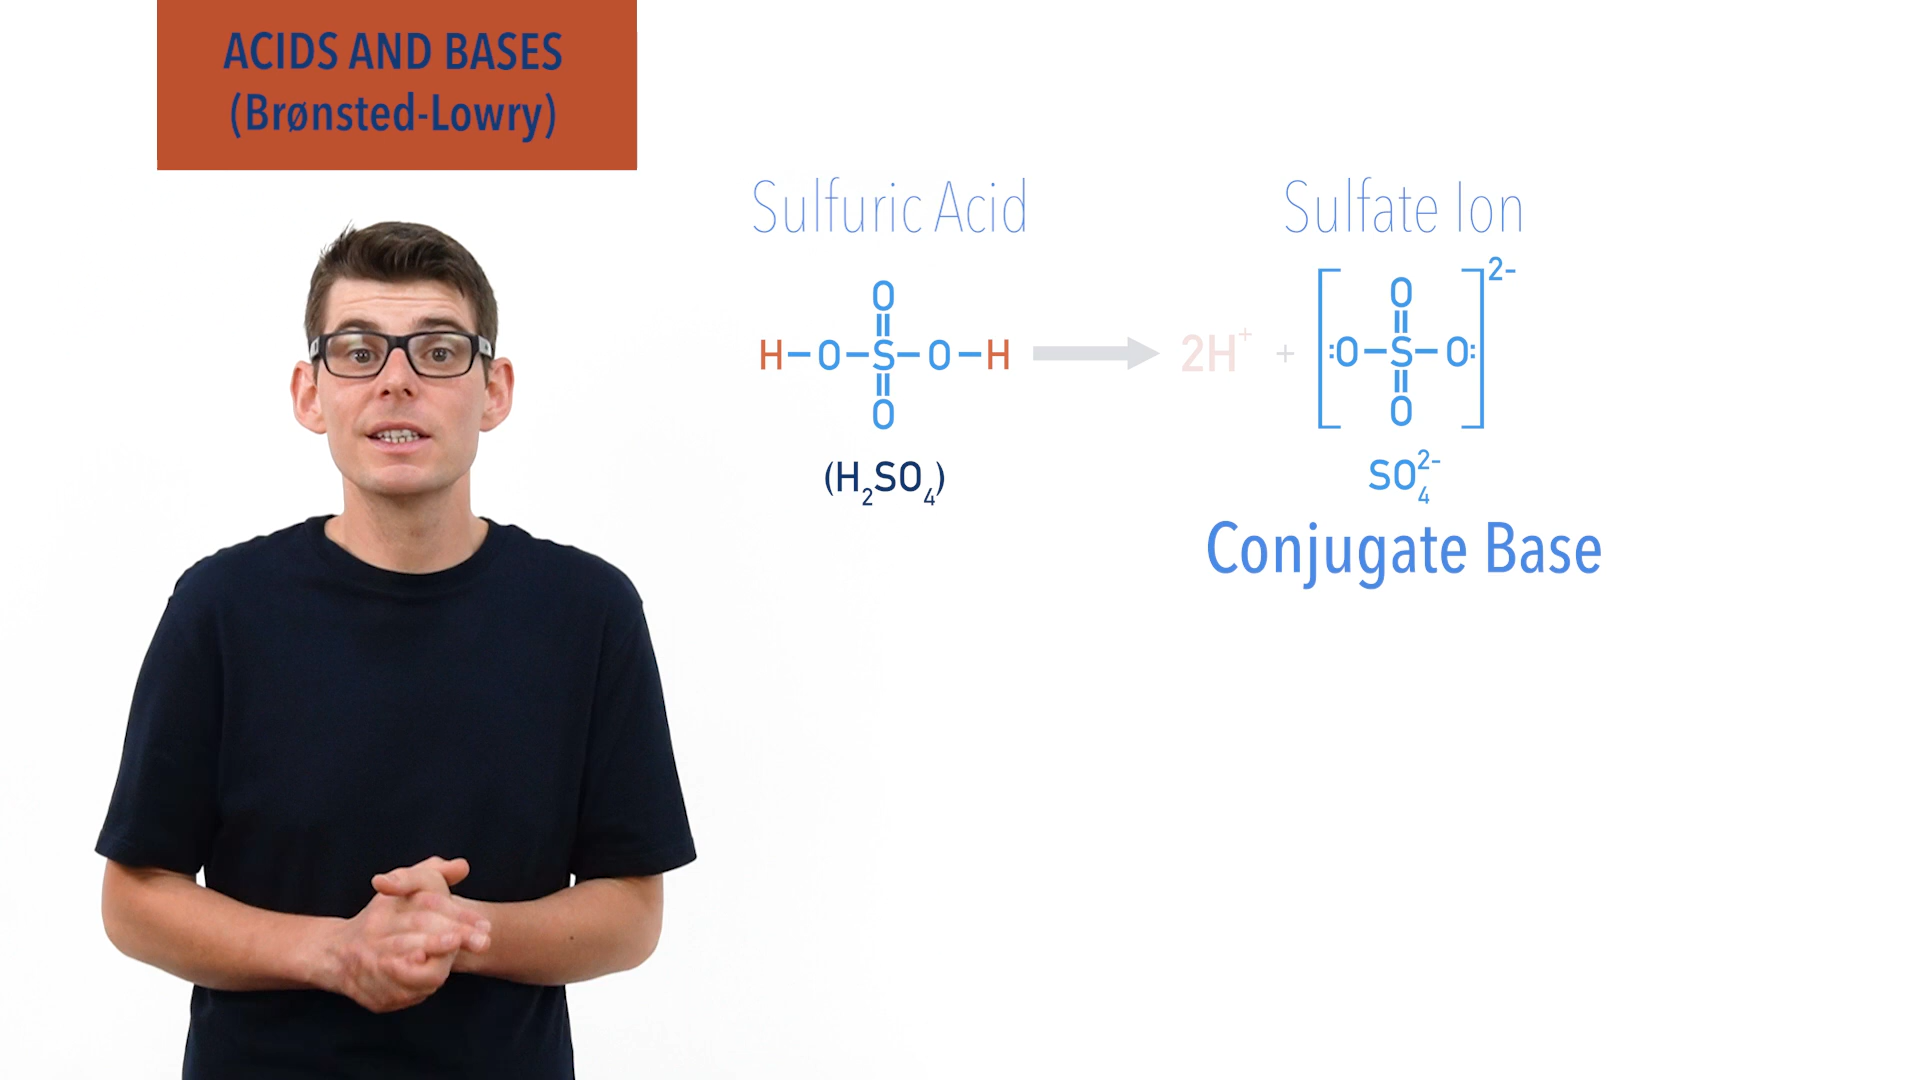 ACIDS AND BASES
(Brønsted-Lowry)
Sulfuric Acid
O
H-O-S-O-H
O
(H₂SO₄)
2H⁺ +
Sulfate Ion
2-
O
:O-S-O:
O
SO₄²⁻
Conjugate Base